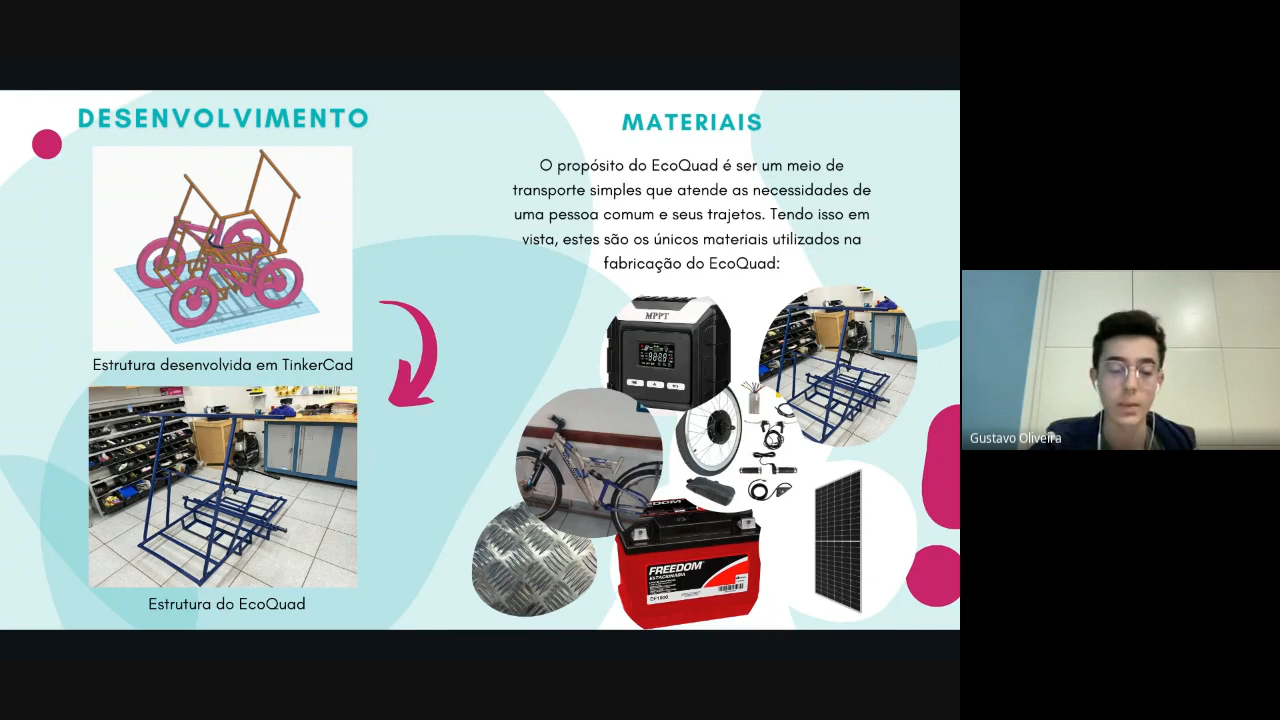 DESENVOLVIMENTO
Estrutura desenvolvida em TinkerCad
Estrutura do EcoQuad
MATERIAIS
O propósito do EcoQuad é ser um meio de
transporte simples que atende as necessidades de
uma pessoa comum e seus trajetos. Tendo isso em
vista, estes são os únicos materiais utilizados na
fabricação do EcoQuad:
MPPT
FREEDOM
ESTACIONÁRIA
Gustavo Oliveira